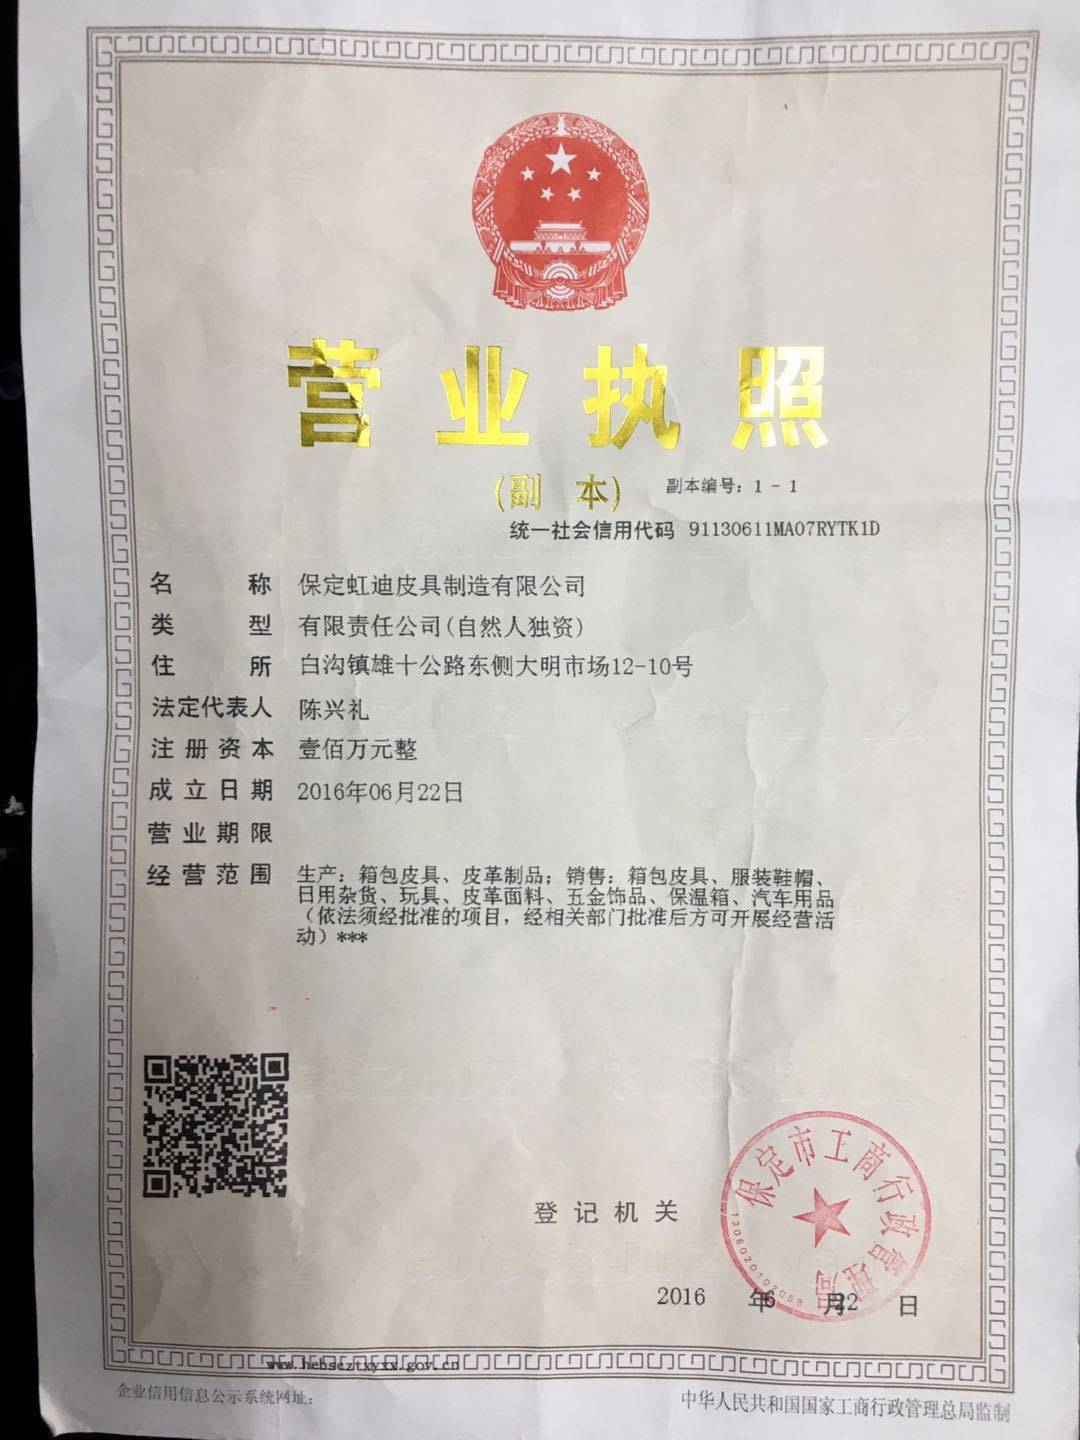 营业执照
(副 本)
副本编号：1-1
统一社会信用代码 91130611MA07RYTK1D
名称 保定虹迪皮具制造有限公司
类型 有限责任公司(自然人独资)
住所 白沟镇雄十公路东侧大明市场12-10号
法定代表人 陈兴礼
注册资本 壹佰万元整
成立日期 2016年06月22日
营业期限
经营范围 生产：箱包皮具、皮革制品；销售：箱包皮具、服装鞋帽、
日用杂货、玩具、皮革面料、五金饰品、保湿箱、汽车用品
（依法须经批准的项目，经相关部门批准后方可开展经营活
动）***
保定市工商行政管理局
1306020102058
登记机关
2016 年6 月22 日
www.hebscztxyxx.gov.cn
企业信用信息公示系统网址：
中华人民共和国国家工商行政管理总局监制